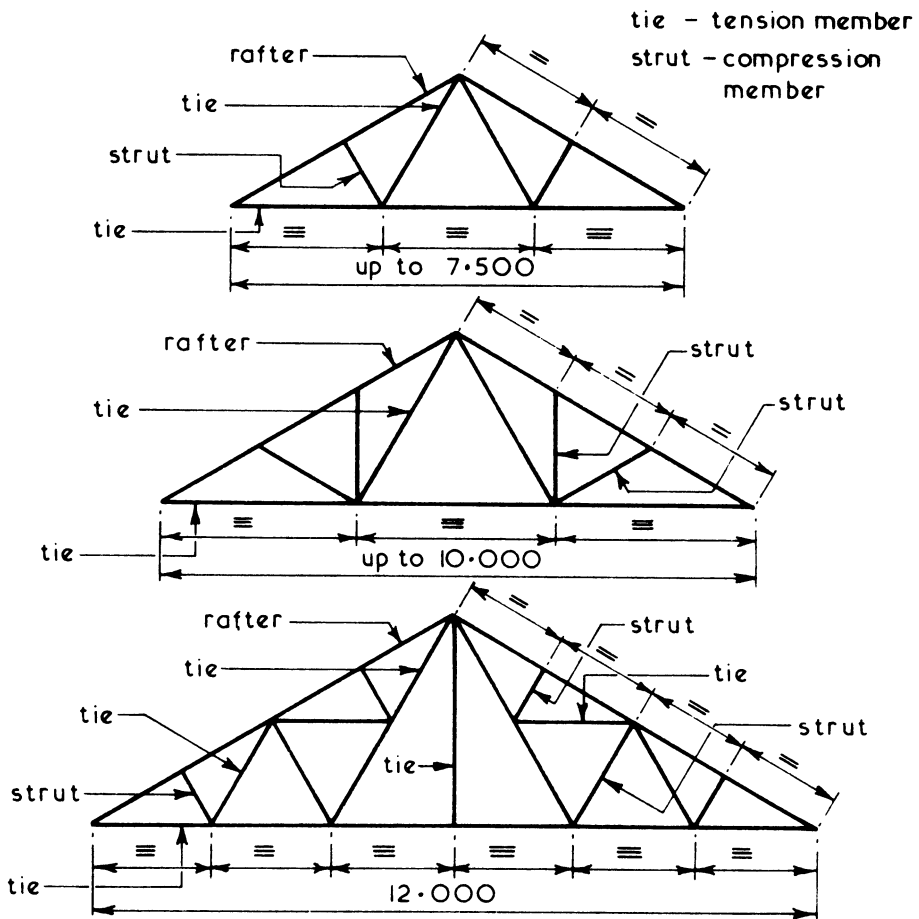 tie – tension member
strut – compression
member
rafter
tie
strut
tie
up to 7·500
rafter
tie
strut
strut
tie
up to 10·000
rafter
strut
tie
tie
tie
strut
tie
strut
tie
12·000